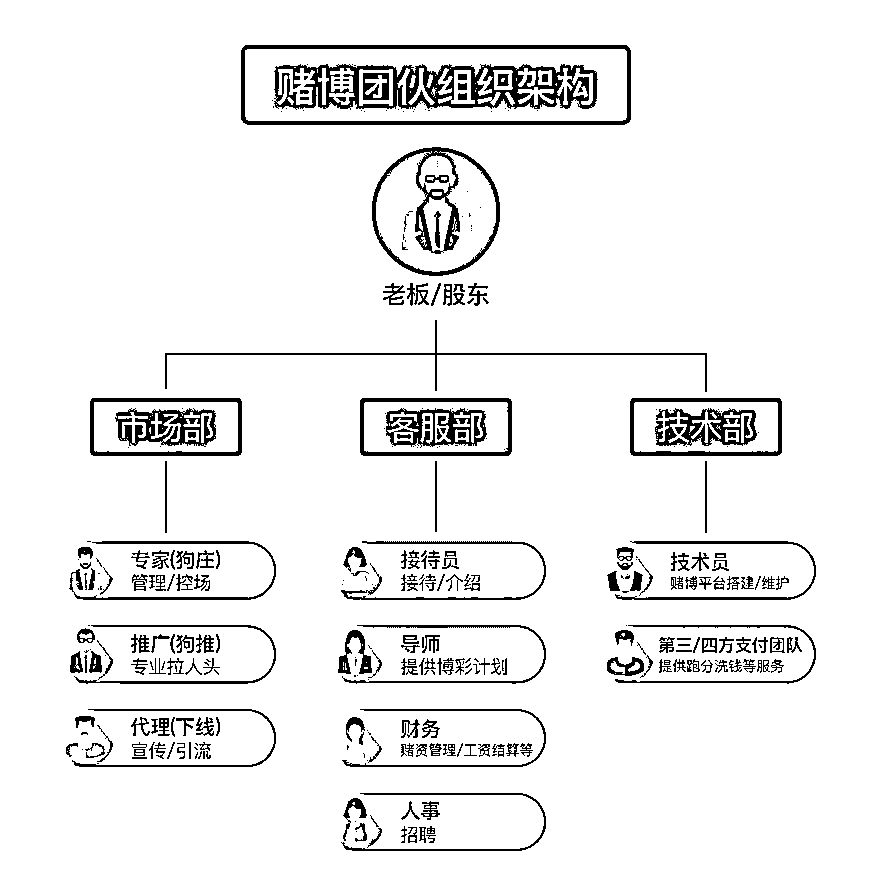 赌博团伙组织架构
老板/股东
市场部
客服部
技术部
专家(狗庄)
管理/控场
推广(狗推)
专业拉人头
代理(下线)
宣传/引流
接待员
接待/介绍
导师
提供博彩计划
财务
赌资管理/工资结算等
人事
招聘
技术员
赌博平台搭建/维护
第三/四方支付团队
提供跑分洗钱等服务